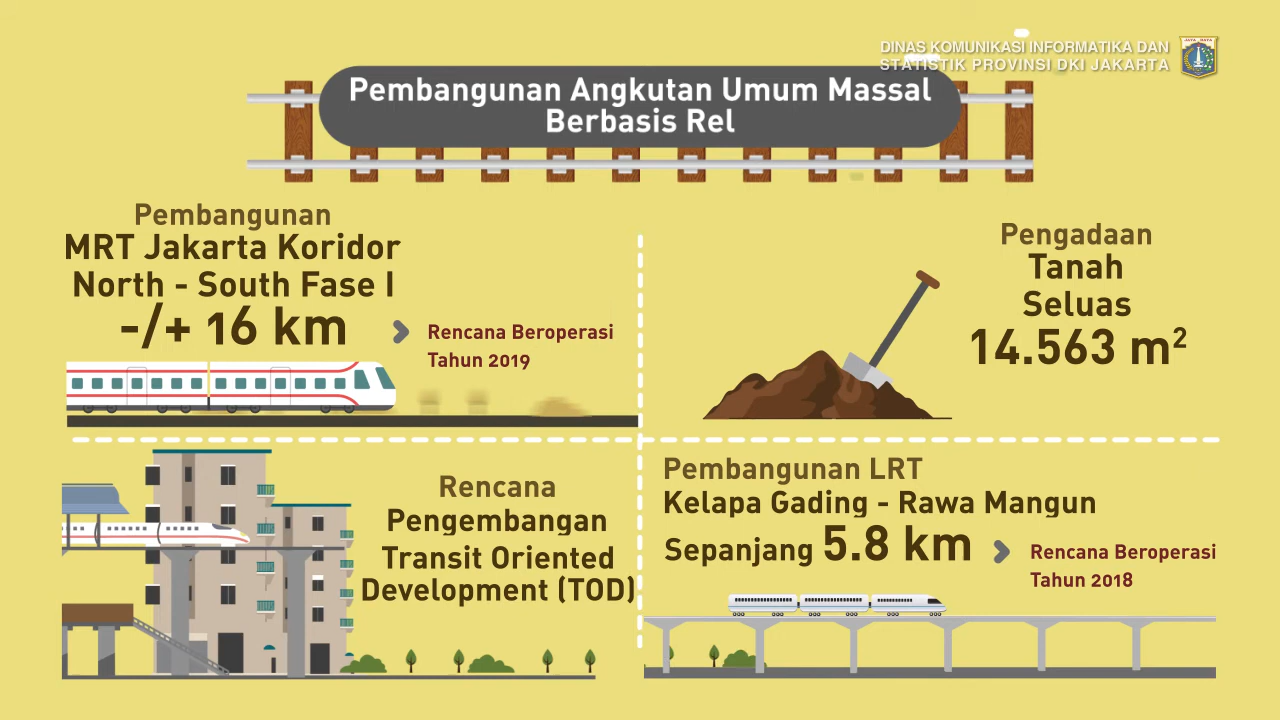 DINAS KOMUNIKASI INFORMATIKA DAN
STATISTIK PROVINSI DKI JAKARTA
JAYA RAYA
Pembangunan Angkutan Umum Massal
Berbasis Rel
Pembangunan
MRT Jakarta Koridor
North - South Fase I
-/+ 16 km
Rencana Beroperasi
Tahun 2019
Pengadaan
Tanah
Seluas
14.563 m²
Rencana
Pengembangan
Transit Oriented
Development (TOD)
Pembangunan LRT
Kelapa Gading - Rawa Mangun
Sepanjang 5.8 km
Rencana Beroperasi
Tahun 2018